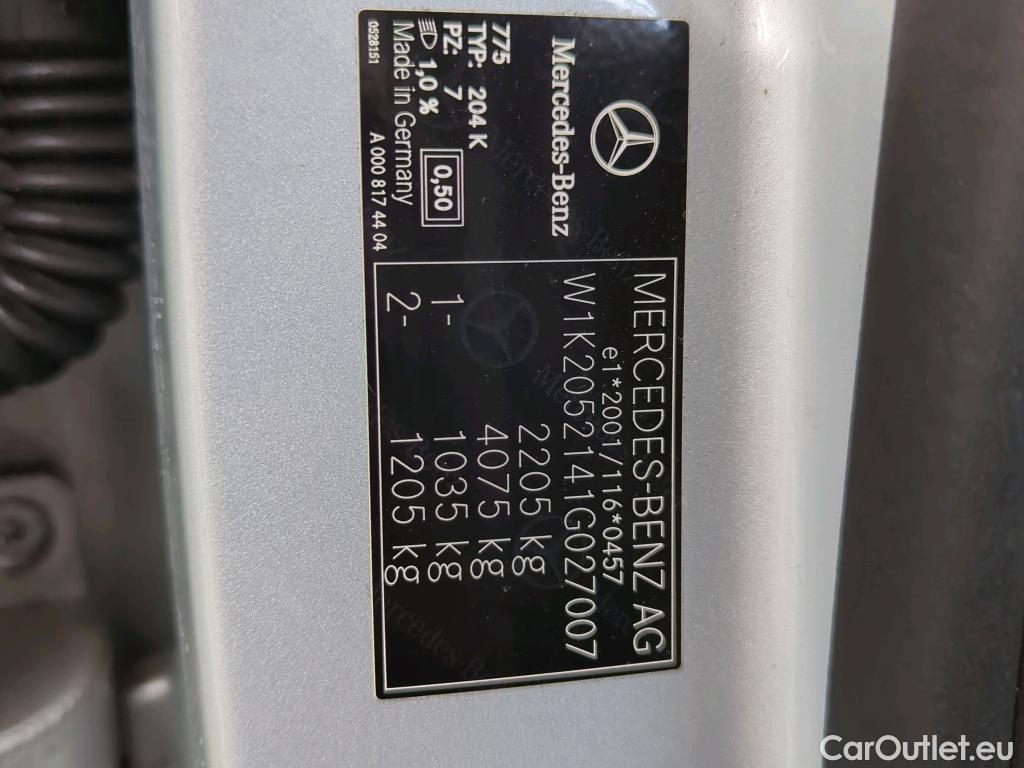 Mercedes-Benz
775
TYP: 204 K
PZ: 7
1,0 %
0,50
Made in Germany
0528151
A 000 817 44 04
MERCEDES-BENZ AG
e1*2001/116*0457
W1K2052141G027007
2205 kg
4075 kg
1- 1035 kg
2- 1205 kg
CarOutlet.eu